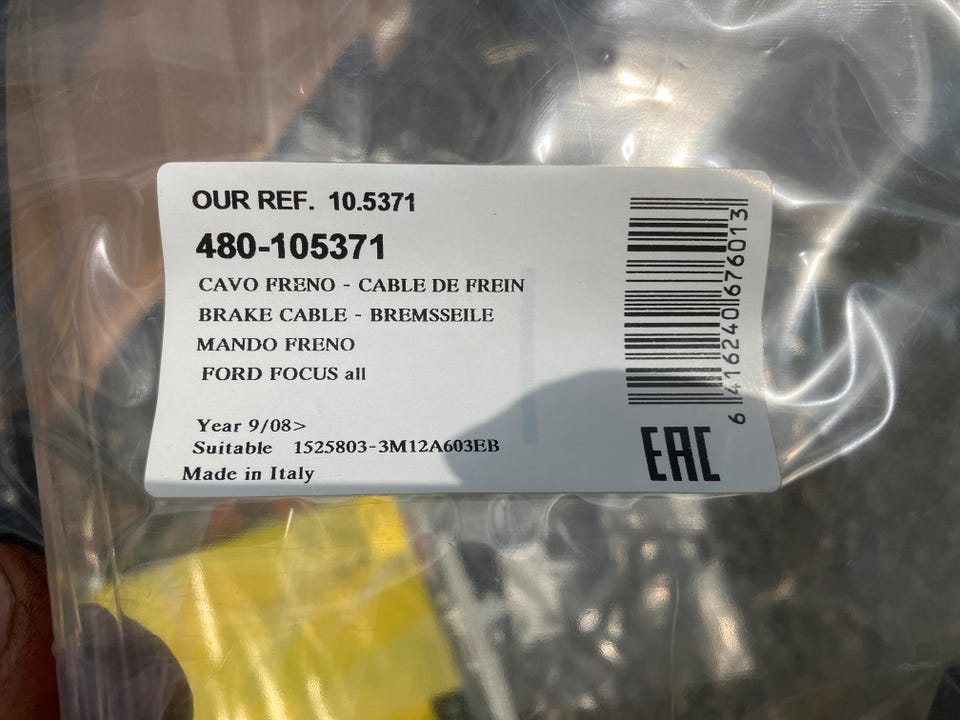 OUR REF. 10.5371
480-105371
CAVO FRENO - CABLE DE FREIN
BRAKE CABLE - BREMSSEILE
MANDO FRENO
FORD FOCUS all
Year 9/08>
Suitable 1525803-3M12A603EB
Made in Italy
6 416240 676013
EAC